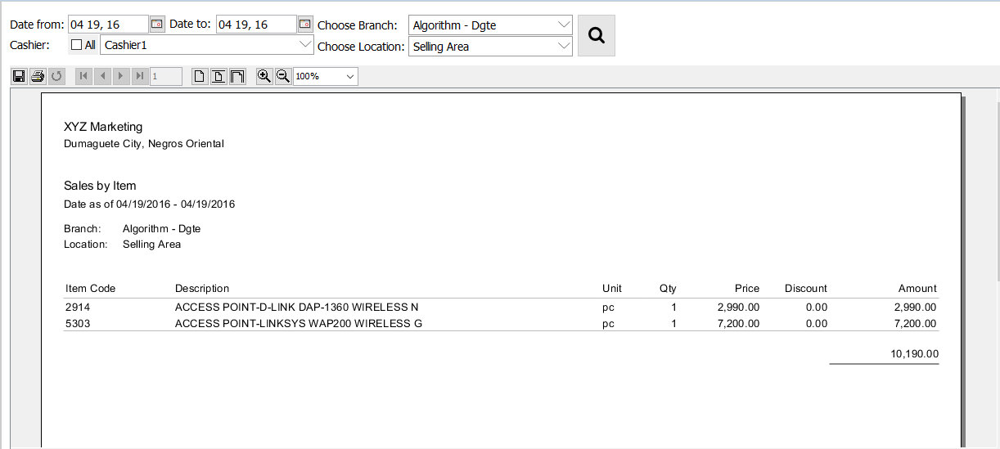 Date from: 04 19, 16 Date to: 04 19, 16 Choose Branch: Algorithm - Dgte
Cashier: All Cashier1 Choose Location: Selling Area
1 100%
XYZ Marketing
Dumaguete City, Negros Oriental
Sales by Item
Date as of 04/19/2016 - 04/19/2016
Branch: Algorithm - Dgte
Location: Selling Area
Item Code Description Unit Qty Price Discount Amount
2914 ACCESS POINT-D-LINK DAP-1360 WIRELESS N pc 1 2,990.00 0.00 2,990.00
5303 ACCESS POINT-LINKSYS WAP200 WIRELESS G pc 1 7,200.00 0.00 7,200.00
10,190.00